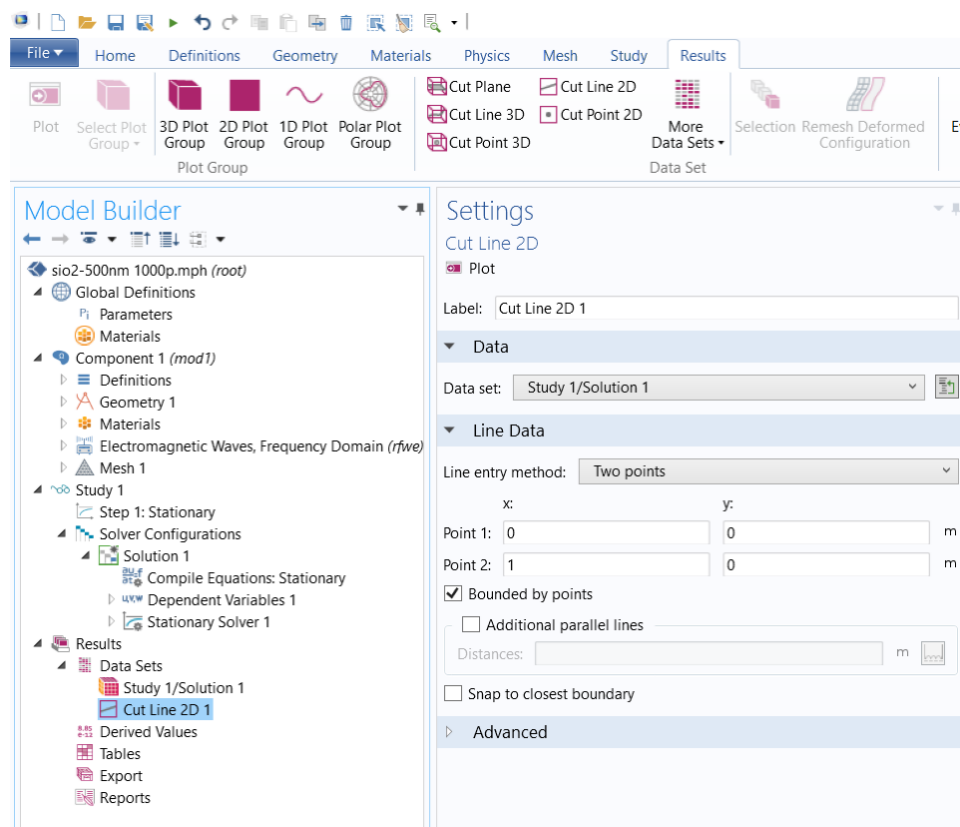 File Home Definitions Geometry Materials Physics Mesh Study Results
Plot
Select Plot Group
3D Plot Group
2D Plot Group
1D Plot Group
Polar Plot Group
Plot Group
Cut Plane
Cut Line 3D
Cut Point 3D
Cut Line 2D
Cut Point 2D
More Data Sets
Selection
Remesh Deformed Configuration
Data Set
Model Builder
sio2-500nm 1000p.mph (root)
Global Definitions
Pi Parameters
Materials
Component 1 (mod1)
Definitions
Geometry 1
Materials
Electromagnetic Waves, Frequency Domain (rfwe)
Mesh 1
Study 1
Step 1: Stationary
Solver Configurations
Solution 1
Compile Equations: Stationary
u,v,w Dependent Variables 1
Stationary Solver 1
Results
Data Sets
Study 1/Solution 1
Cut Line 2D 1
8.85 e-12 Derived Values
Tables
Export
Reports
Settings
Cut Line 2D
Plot
Label: Cut Line 2D 1
Data
Data set: Study 1/Solution 1
Line Data
Line entry method: Two points
x: y:
Point 1: 0 0 m
Point 2: 1 0 m
Bounded by points
Additional parallel lines
Distances: m
Snap to closest boundary
Advanced